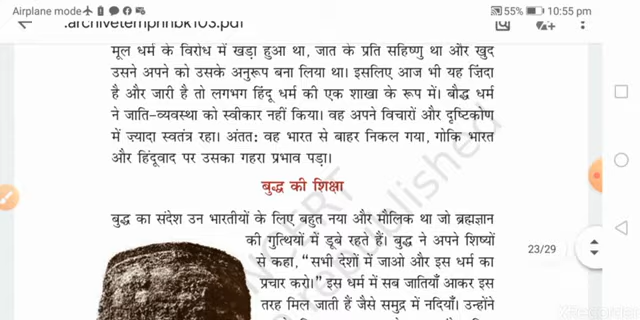 Airplane mode 55% 10:55 pm
.archivetempnhbk103.pdf
मूल धर्म के विरोध में खड़ा हुआ था, जात के प्रति सहिष्णु था और खुद
उसने अपने को उसके अनुरूप बना लिया था। इसलिए आज भी यह ज़िंदा
है और जारी है तो लगभग हिंदू धर्म की एक शाखा के रूप में। बौद्ध धर्म
ने जाति-व्यवस्था को स्वीकार नहीं किया। वह अपने विचारों और दृष्टिकोण
में ज्यादा स्वतंत्र रहा। अंततः वह भारत से बाहर निकल गया, गोकि भारत
और हिंदूवाद पर उसका गहरा प्रभाव पड़ा।
बुद्ध की शिक्षा
बुद्ध का संदेश उन भारतीयों के लिए बहुत नया और मौलिक था जो ब्रह्मज्ञान
की गुत्थियों में डूबे रहते हैं। बुद्ध ने अपने शिष्यों
से कहा, "सभी देशों में जाओ और इस धर्म का
प्रचार करो।" इस धर्म में सब जातियाँ आकर इस
तरह मिल जाती हैं जैसे समुद्र में नदियाँ। उन्होंने
23/29